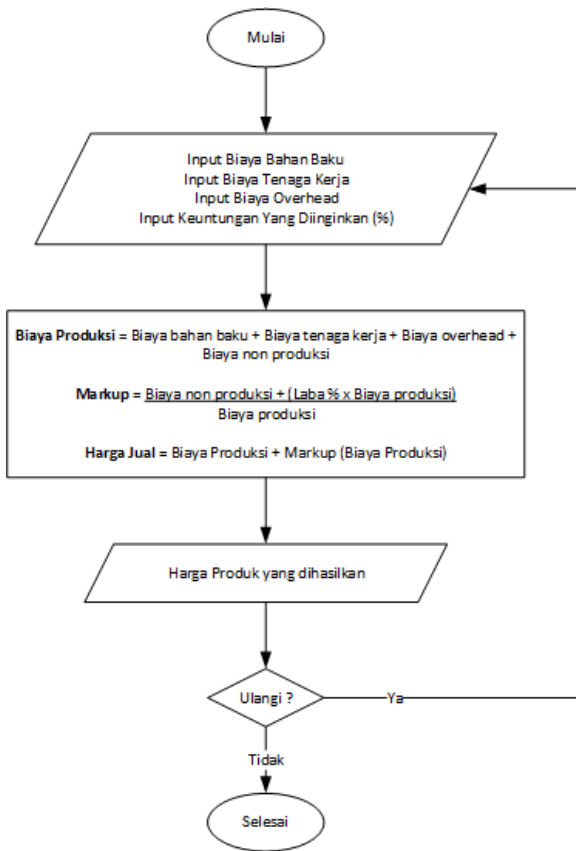 Mulai
Input Biaya Bahan Baku
Input Biaya Tenaga Kerja
Input Biaya Overhead
Input Keuntungan Yang Diinginkan (%)
Biaya Produksi = Biaya bahan baku + Biaya tenaga kerja + Biaya overhead +
Biaya non produksi
Markup = Biaya non produksi + (Laba % x Biaya produksi)
Biaya produksi
Harga Jual = Biaya Produksi + Markup (Biaya Produksi)
Harga Produk yang dihasilkan
Ulangi ?
Ya
Tidak
Selesai